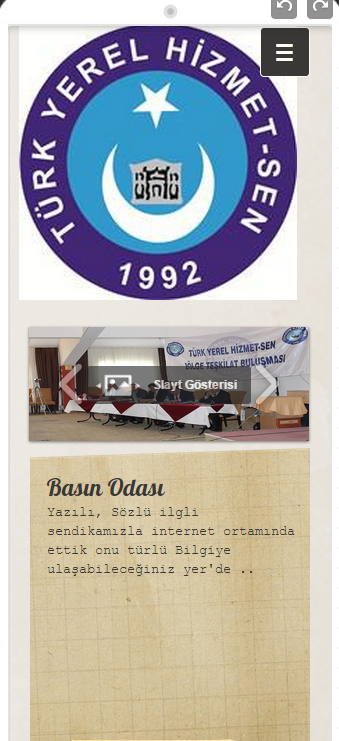 TÜRK YEREL HİZMET-SEN
1992
TÜRK YEREL HİZMET-SEN
BÖLGE TEŞKİLAT BULUŞMASI
Slayt Gösterisi
Basın Odası
Yazılı, Sözlü ilgli
sendikamızla internet ortamında
ettik onu türlü Bilgiye
ulaşabileceğiniz yer'de ..